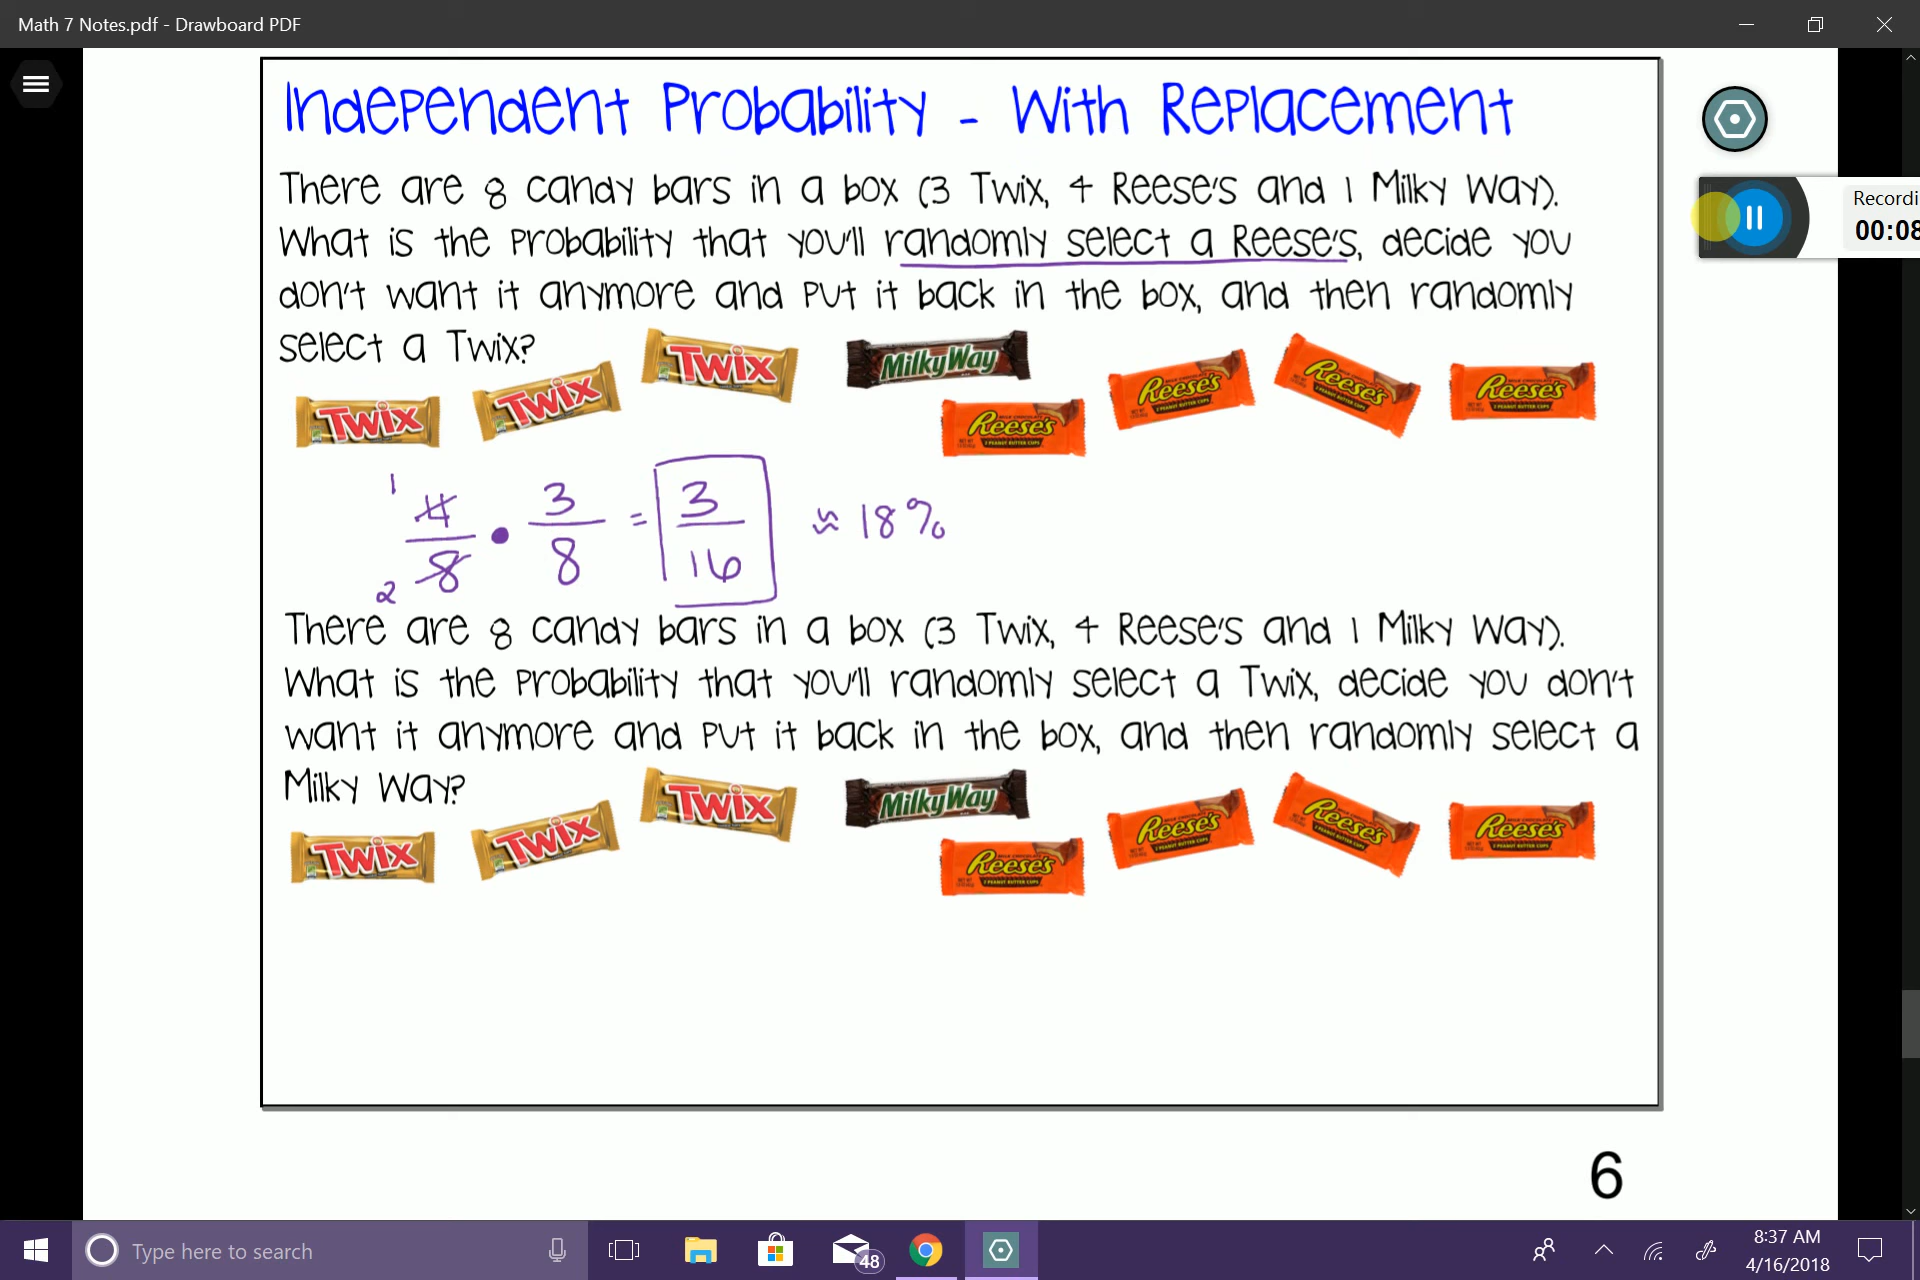 Math 7 Notes.pdf - Drawboard PDF
Independent Probability - With Replacement
There are 8 candy bars in a box (3 Twix, 4 Reese's and 1 Milky Way).
What is the probability that you'll randomly select a Reese's, decide you
don't want it anymore and put it back in the box, and then randomly
select a Twix?
Recordi
00:08
TWIX
TWIX
TWIX
MilkyWay
Reese's
Reese's
Reese's
Reese's
1
4/8 • 3/8 = 3/16 ≈ 18%
2
There are 8 candy bars in a box (3 Twix, 4 Reese's and 1 Milky Way).
What is the probability that you'll randomly select a Twix, decide you don't
want it anymore and put it back in the box, and then randomly select a
Milky Way?
TWIX
TWIX
TWIX
MilkyWay
Reese's
Reese's
Reese's
Reese's
6
Type here to search
48
8:37 AM
4/16/2018